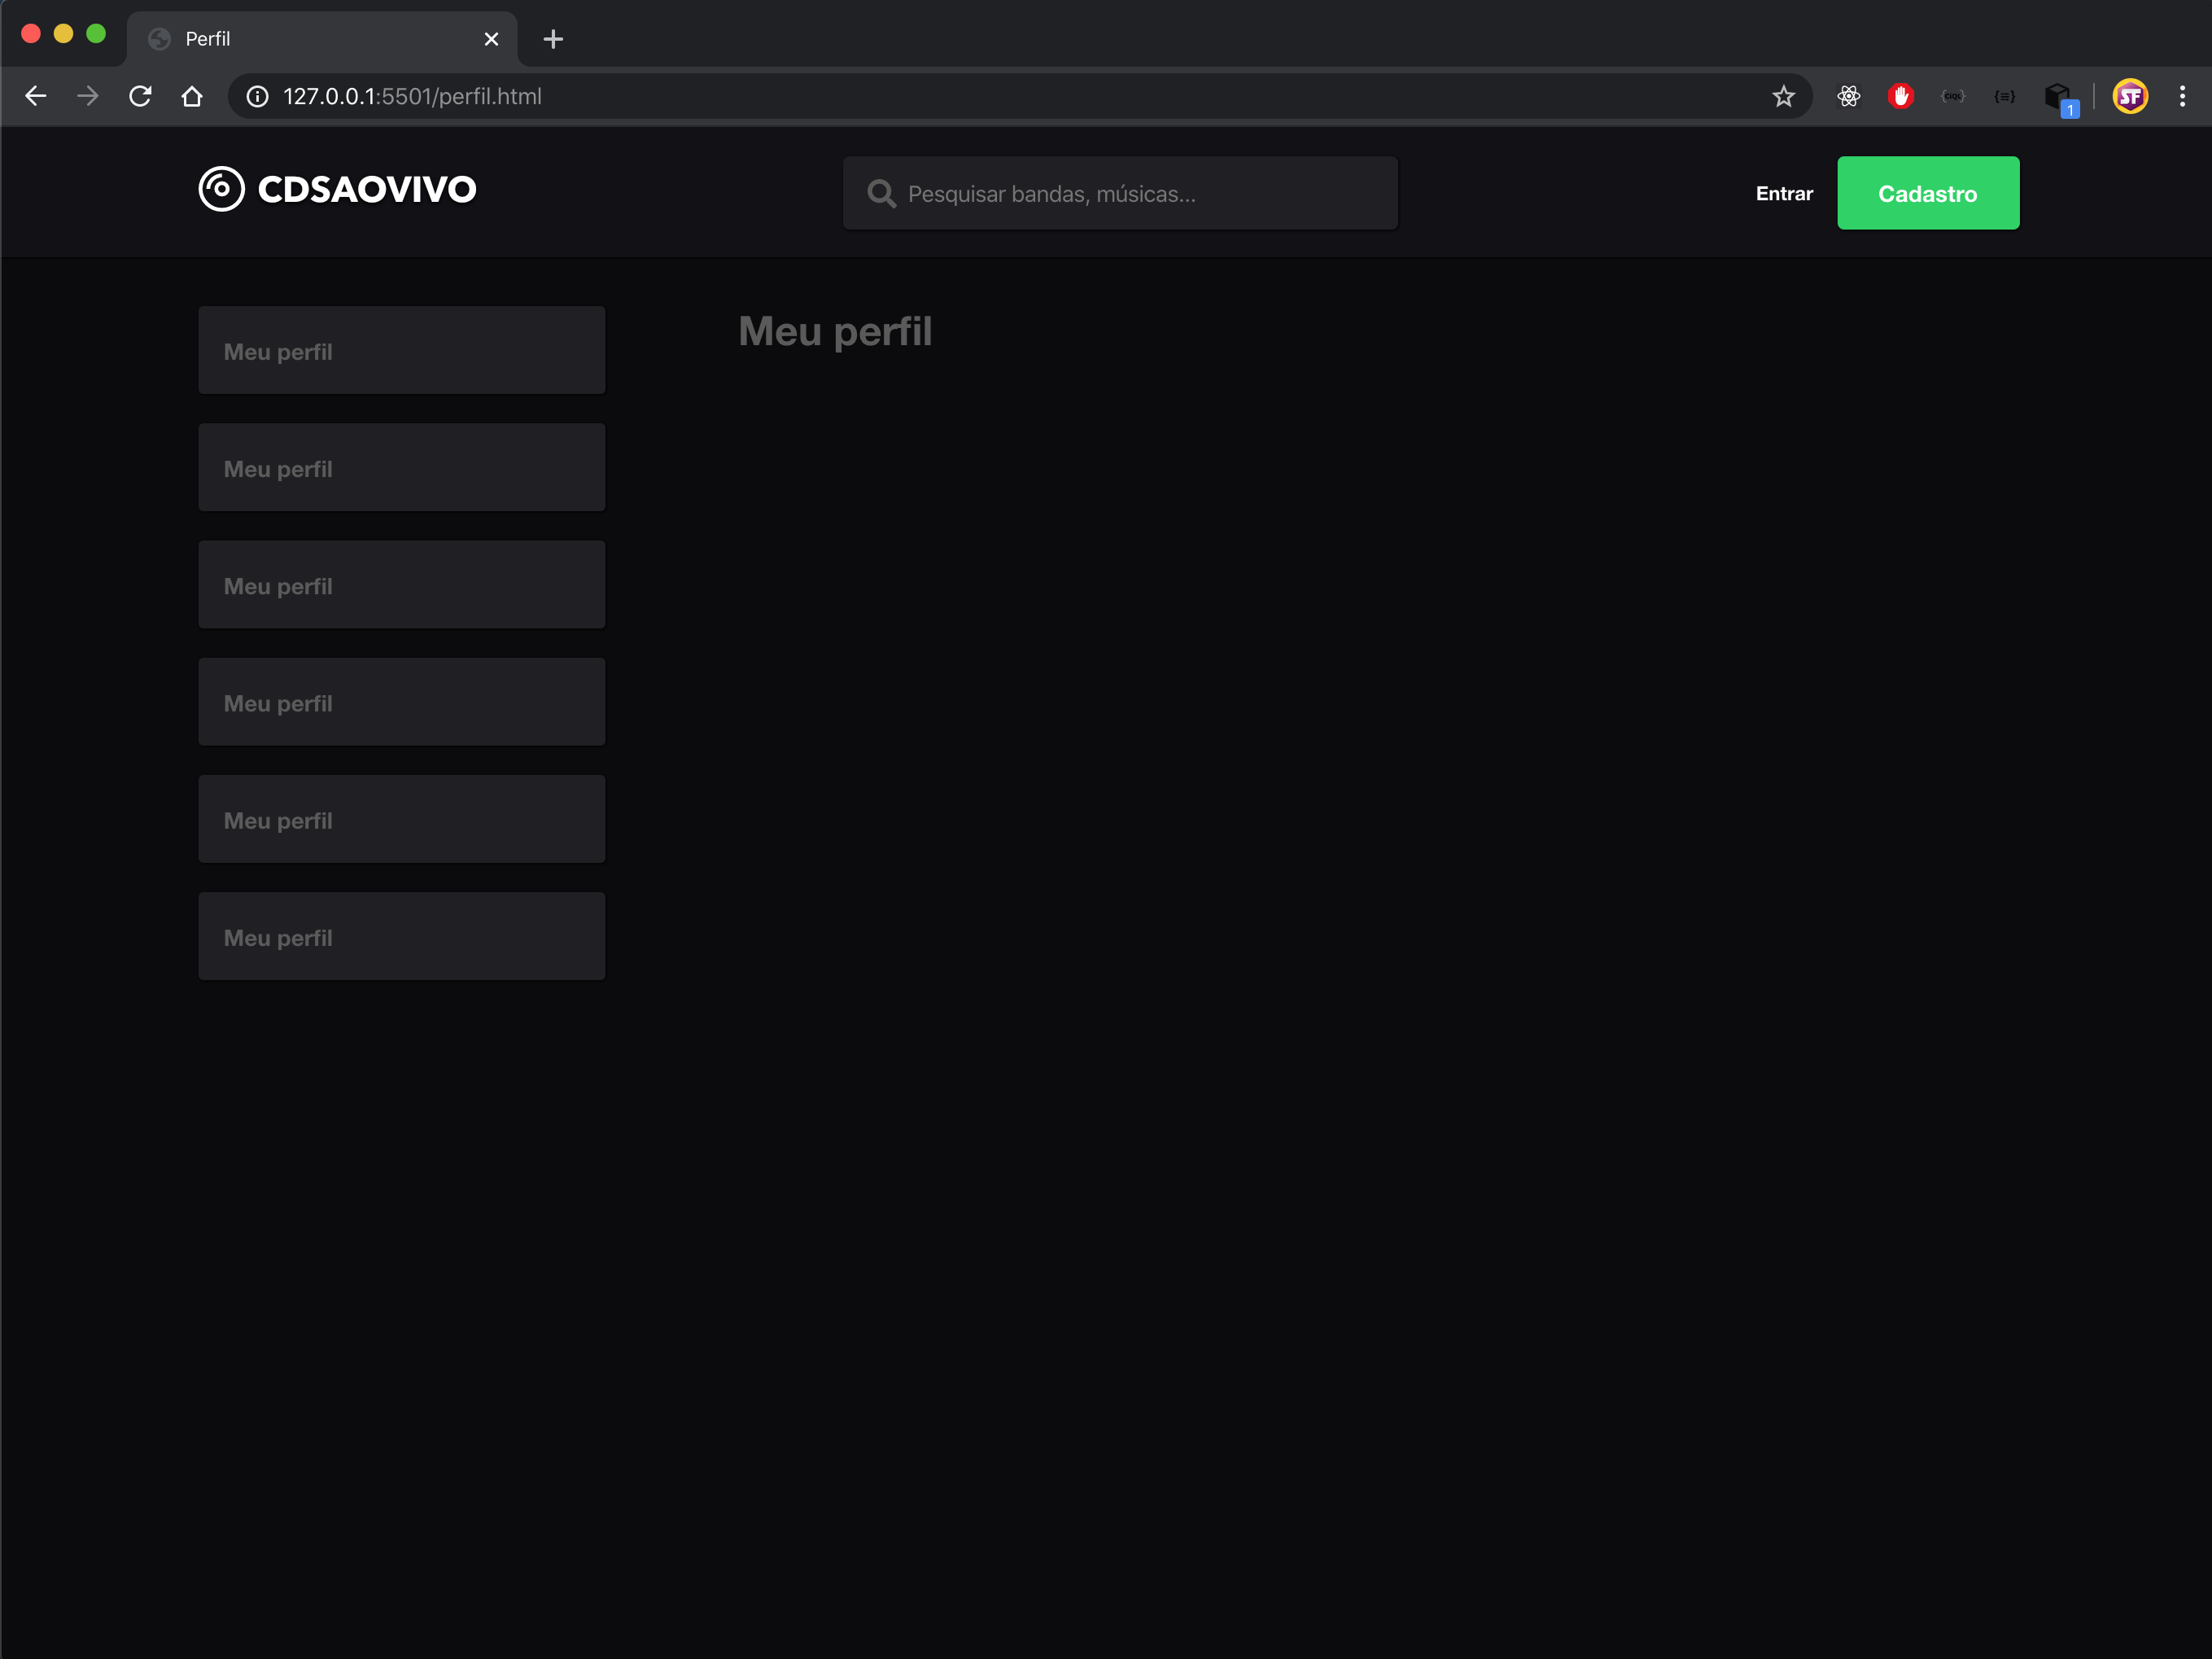 Perfil
127.0.0.1:5501/perfil.html
1
SF
CDSAOVIVO
Pesquisar bandas, músicas...
Entrar
Cadastro
Meu perfil
Meu perfil
Meu perfil
Meu perfil
Meu perfil
Meu perfil
Meu perfil